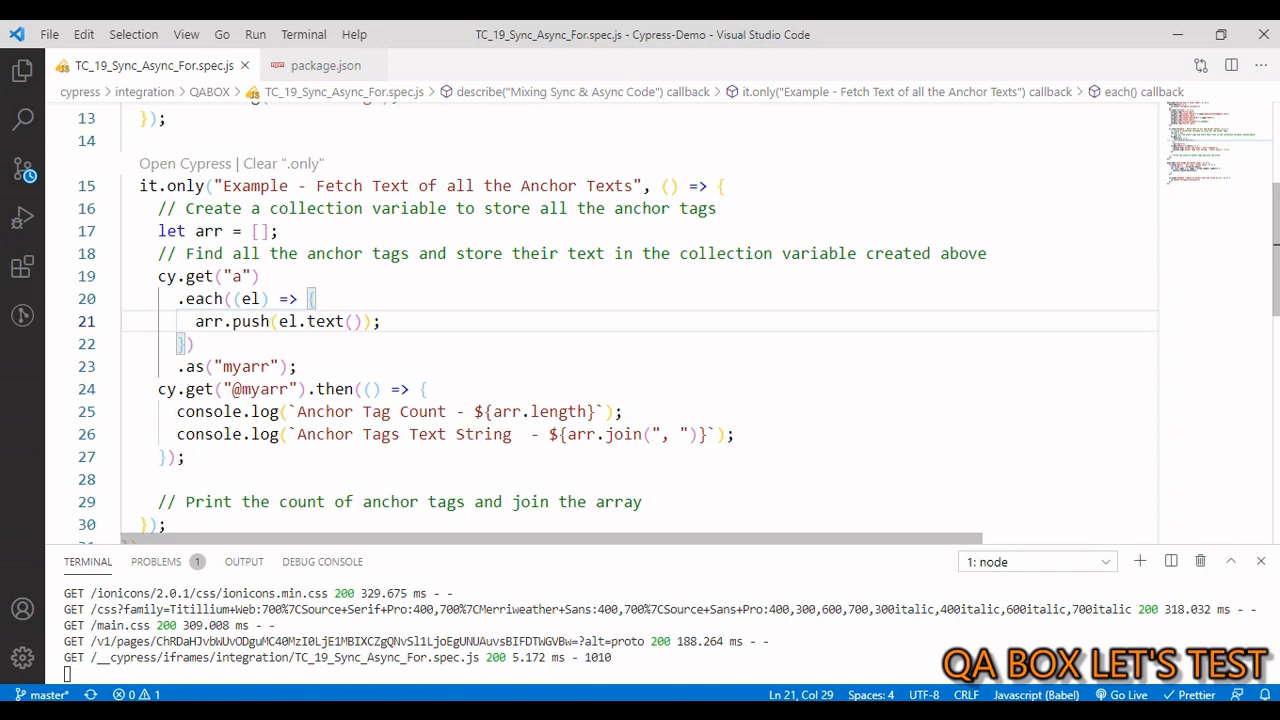 File Edit Selection View Go Run Terminal Help TC_19_Sync_Async_For.spec.js - Cypress-Demo - Visual Studio Code
TC_19_Sync_Async_For.spec.js package.json
cypress > integration > QABOX > TC_19_Sync_Async_For.spec.js > describe("Mixing Sync & Async Code") callback > it.only("Example - Fetch Text of all the Anchor Texts") callback > each() callback
13 });
14
Open Cypress | Clear ".only"
15 it.only("Example - Fetch Text of all the Anchor Texts", () => {
16 // Create a collection variable to store all the anchor tags
17 let arr = [];
18 // Find all the anchor tags and store their text in the collection variable created above
19 cy.get("a")
20 .each((el) => {
21 arr.push(el.text());
22 })
23 .as("myarr");
24 cy.get("@myarr").then(() => {
25 console.log(`Anchor Tag Count - ${arr.length}`);
26 console.log(`Anchor Tags Text String  - ${arr.join(", ")}`);
27 });
28
29 // Print the count of anchor tags and join the array
30 });
TERMINAL PROBLEMS 1 OUTPUT DEBUG CONSOLE 1: node
GET /ionicons/2.0.1/css/ionicons.min.css 200 329.675 ms - -
GET /css?family=Titillium+Web:700%7CSource+Serif+Pro:400,700%7CMerriweather+Sans:400,700%7CSource+Sans+Pro:400,300,600,700,300italic,400italic,600italic,700italic 200 318.032 ms - -
GET /main.css 200 309.008 ms - -
GET /v1/pages/ChRDaHJvbWUvODguMC40MzI0LjE1MBIXCZgQNvSl1LjoEgUNUAuvsBIFDTWGVBw=?alt=proto 200 188.264 ms - -
GET /__cypress/iframes/integration/TC_19_Sync_Async_For.spec.js 200 5.172 ms - 1010
QA BOX LET'S TEST
master* 0 1 Ln 21, Col 29 Spaces: 4 UTF-8 CRLF Javascript (Babel) Go Live Prettier